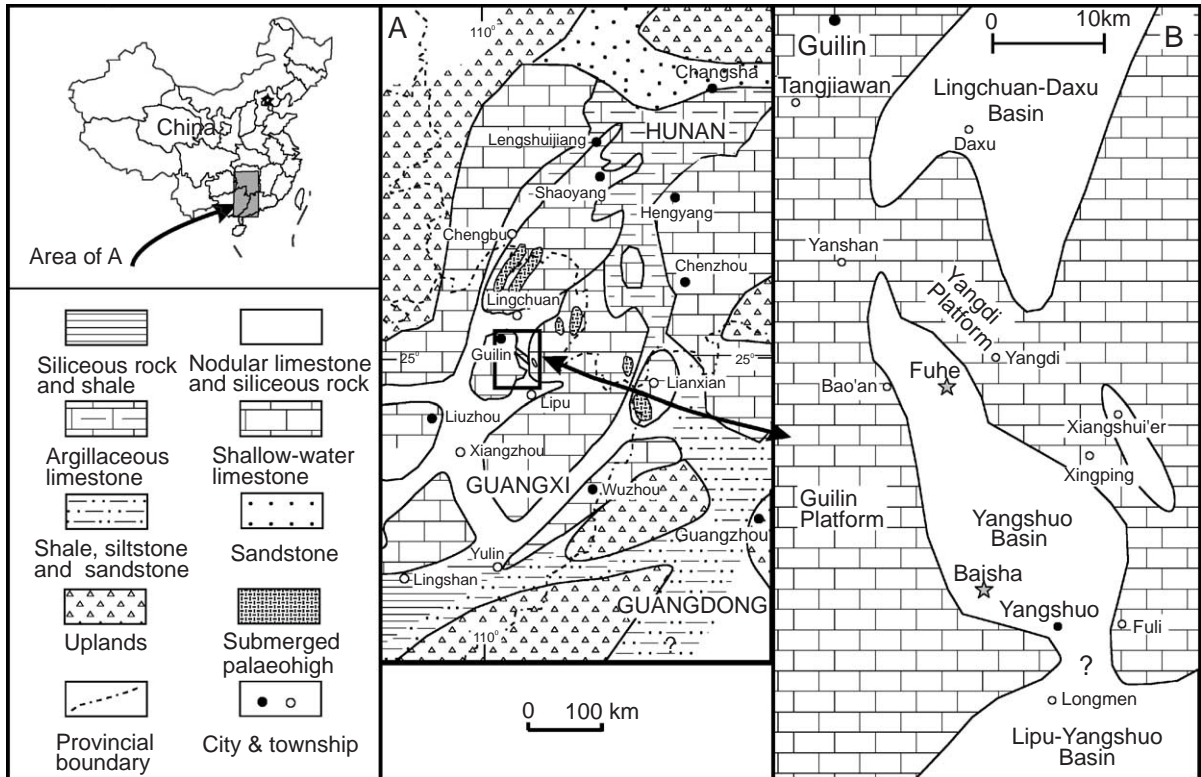 China
Area of A
Siliceous rock
and shale
Nodular limestone
and siliceous rock
Argillaceous
limestone
Shallow-water
limestone
Shale, siltstone
and sandstone
Sandstone
Uplands
Submerged
palaeohigh
Provincial
boundary
City & township
A
110°
Changsha
HUNAN
Lengshuijiang
Shaoyang
Hengyang
Chengbu
Chenzhou
Lingchuan
25°
25°
Guilin
Lianxian
Lipu
Liuzhou
Xiangzhou
GUANGXI
Wuzhou
Guangzhou
Yulin
Lingshan
GUANGDONG
110°
?
0 100 km
0 10km
B
Guilin
Tangjiawan
Lingchuan-Daxu
Basin
Daxu
Yanshan
Yangdi
Platform
Yangdi
Fuhe
Bao'an
Xiangshui'er
Xingping
Guilin
Platform
Yangshuo
Basin
Baisha
Yangshuo
Fuli
?
Longmen
Lipu-Yangshuo
Basin